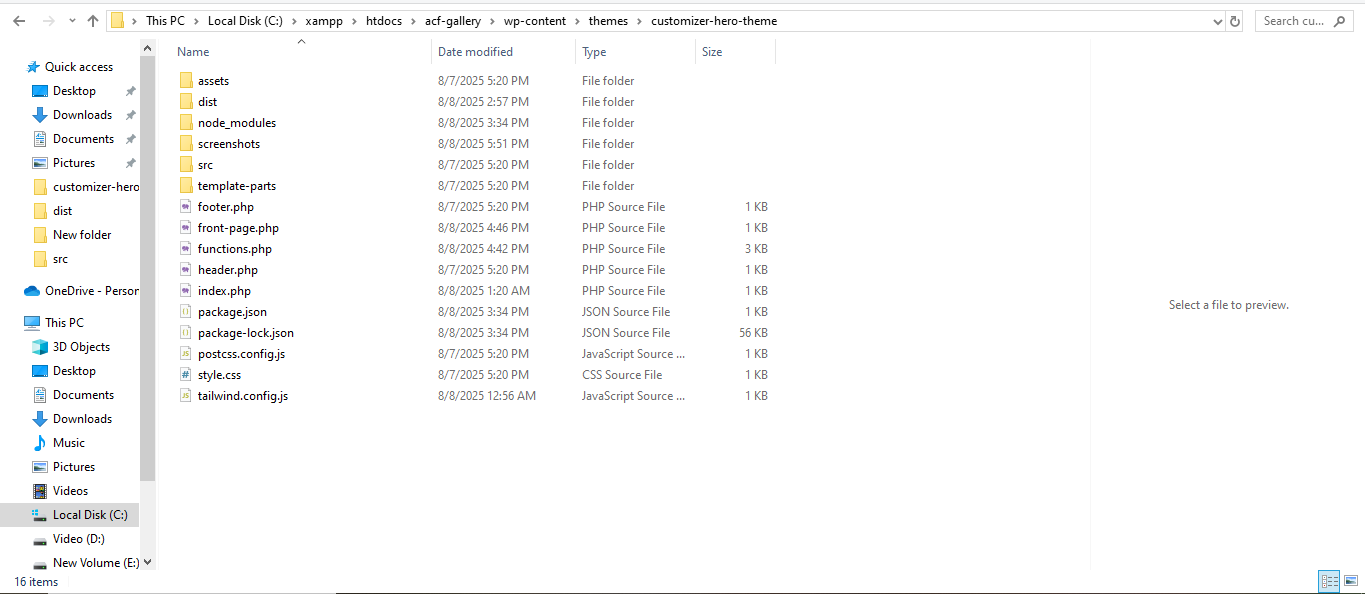 This PC > Local Disk (C:) > xampp > htdocs > acf-gallery > wp-content > themes > customizer-hero-theme
Search cu...
Quick access
Desktop
Downloads
Documents
Pictures
customizer-hero
dist
New folder
src
OneDrive - Person
This PC
3D Objects
Desktop
Documents
Downloads
Music
Pictures
Videos
Local Disk (C:)
Video (D:)
New Volume (E:)
Name Date modified Type Size
assets 8/7/2025 5:20 PM File folder
dist 8/8/2025 2:57 PM File folder
node_modules 8/8/2025 3:34 PM File folder
screenshots 8/8/2025 5:51 PM File folder
src 8/7/2025 5:20 PM File folder
template-parts 8/7/2025 5:20 PM File folder
footer.php 8/7/2025 5:20 PM PHP Source File 1 KB
front-page.php 8/8/2025 4:46 PM PHP Source File 1 KB
functions.php 8/8/2025 4:42 PM PHP Source File 3 KB
header.php 8/7/2025 5:20 PM PHP Source File 1 KB
index.php 8/8/2025 1:20 AM PHP Source File 1 KB
package.json 8/8/2025 3:34 PM JSON Source File 1 KB
package-lock.json 8/8/2025 3:34 PM JSON Source File 56 KB
postcss.config.js 8/7/2025 5:20 PM JavaScript Source ... 1 KB
style.css 8/7/2025 5:20 PM CSS Source File 1 KB
tailwind.config.js 8/8/2025 12:56 AM JavaScript Source ... 1 KB
Select a file to preview.
16 items